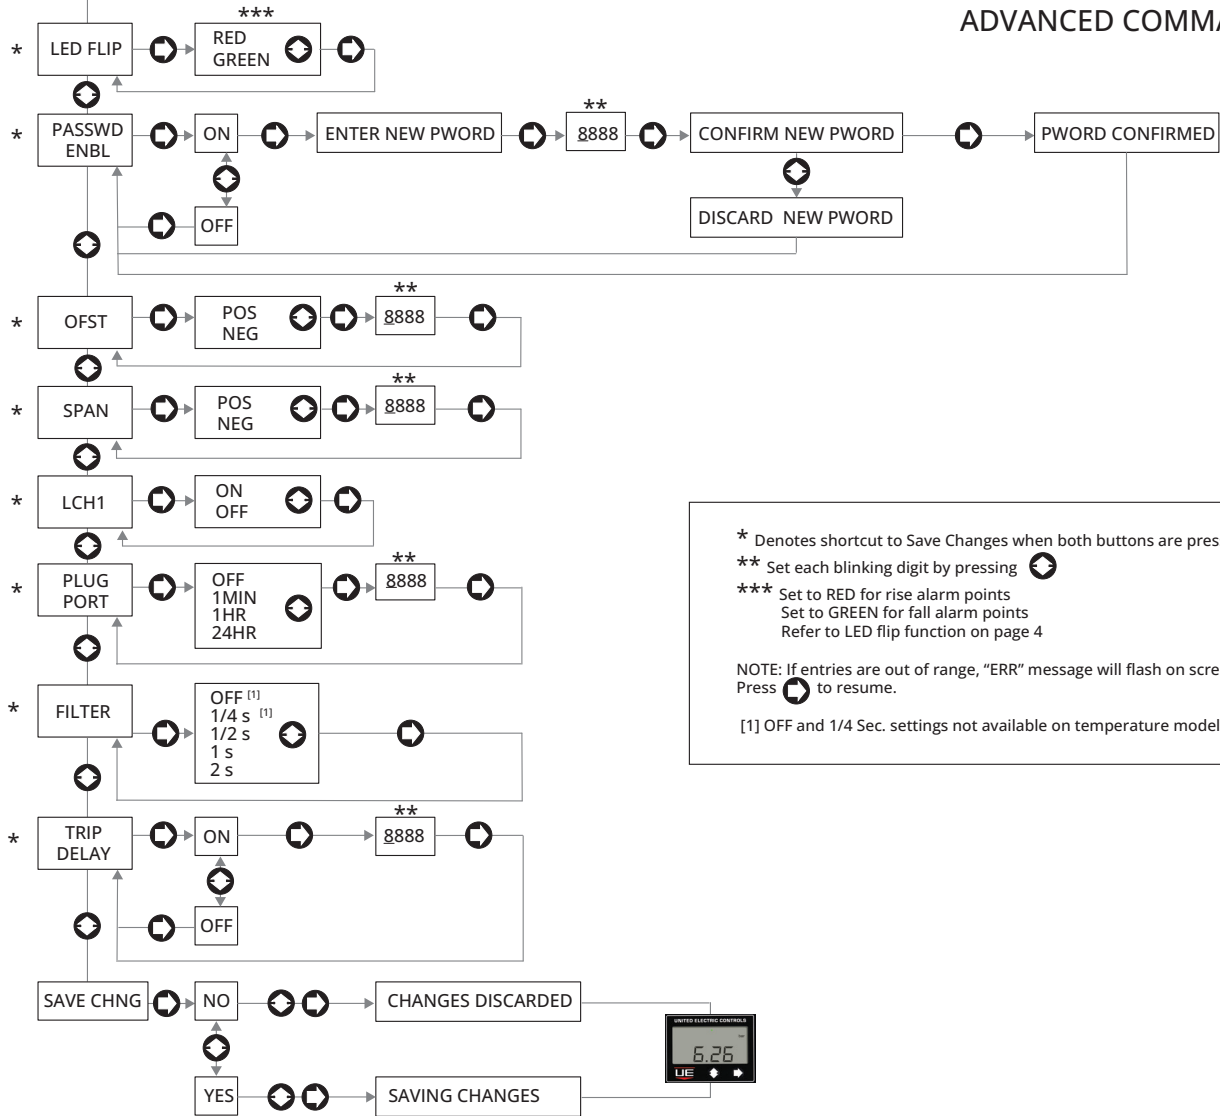 ADVANCED COMMA
***
* LED FLIP
RED
GREEN
* PASSWD
ENBL
ON
ENTER NEW PWORD
**
8888
CONFIRM NEW PWORD
PWORD CONFIRMED
OFF
DISCARD NEW PWORD
* OFST
POS
NEG
**
8888
* SPAN
POS
NEG
**
8888
* LCH1
ON
OFF
* PLUG
PORT
OFF
1MIN
1HR
24HR
**
8888
* FILTER
OFF [1]
1/4 s [1]
1/2 s
1 s
2 s
* TRIP
DELAY
ON
**
8888
OFF
SAVE CHNG
NO
CHANGES DISCARDED
YES
SAVING CHANGES
UNITED ELECTRIC CONTROLS
6.26
UE
* Denotes shortcut to Save Changes when both buttons are pres
** Set each blinking digit by pressing
*** Set to RED for rise alarm points
Set to GREEN for fall alarm points
Refer to LED flip function on page 4
NOTE: If entries are out of range, “ERR” message will flash on scre
Press to resume.
[1] OFF and 1/4 Sec. settings not available on temperature model